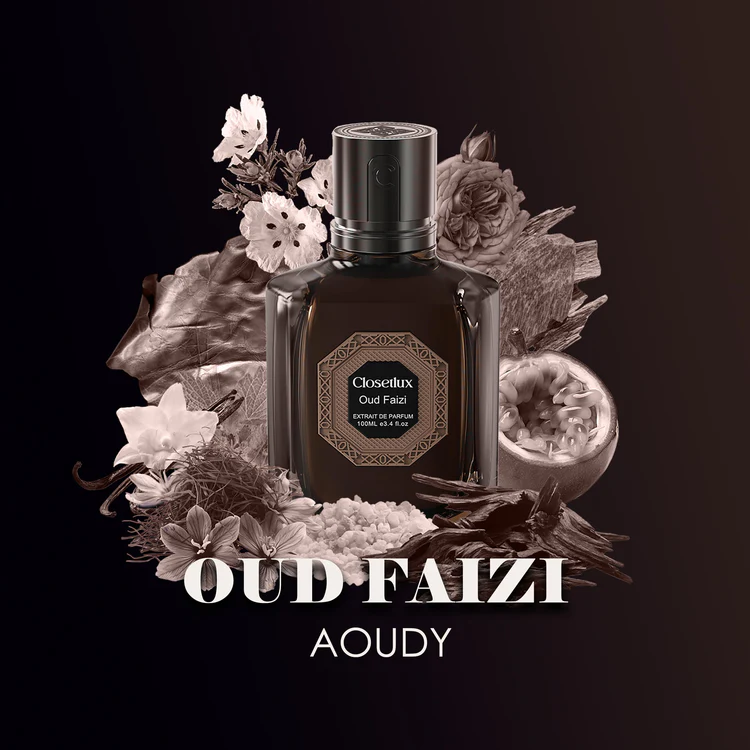 Closetlux
Oud Faizi
EXTRAIT DE PARFUM
100ML e3.4 fl.oz
OUD FAIZI
AOUDY